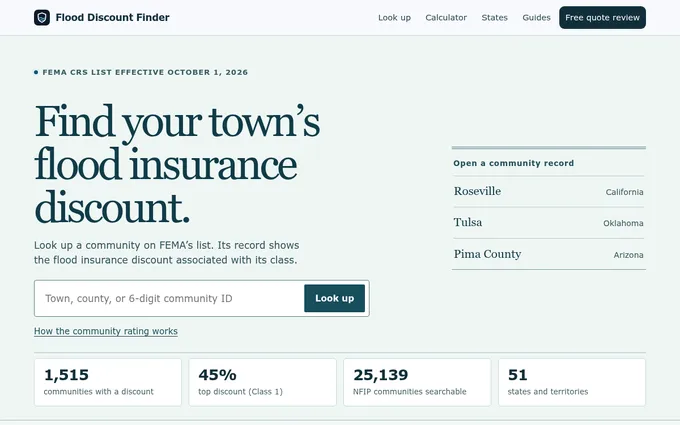 Flood Discount Finder
Look up
Calculator
States
Guides
Free quote review
FEMA CRS LIST EFFECTIVE OCTOBER 1, 2026
Find your town’s
flood insurance
discount.
Look up a community on FEMA’s list. Its record shows
the flood insurance discount associated with its class.
Town, county, or 6-digit community ID
Look up
How the community rating works
Open a community record
Roseville California
Tulsa Oklahoma
Pima County Arizona
1,515
communities with a discount
45%
top discount (Class 1)
25,139
NFIP communities searchable
51
states and territories